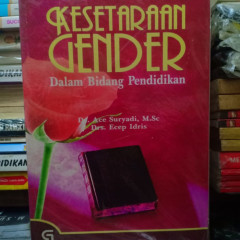 KESETARAAN
GENDER
Dalam Bidang Pendidikan
Dr. Ace Suryadi, M.Sc
Drs. Ecep Idris